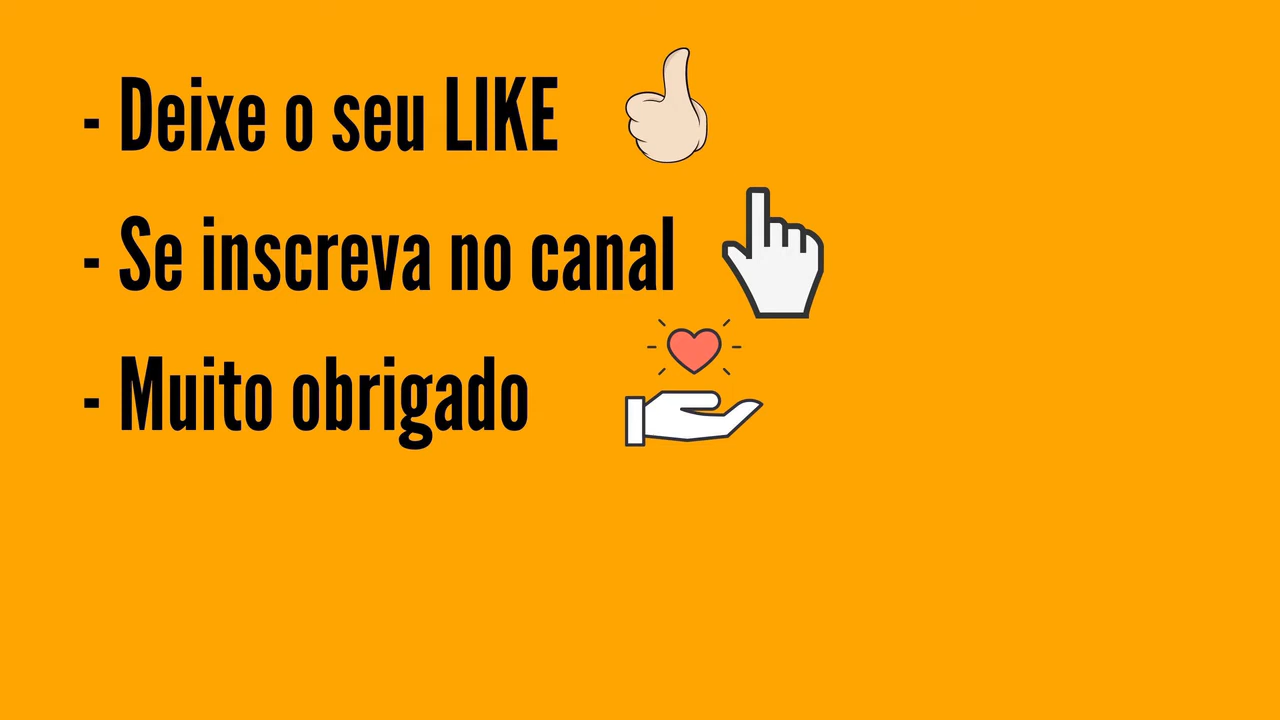 - Deixe o seu LIKE
- Se inscreva no canal
- Muito obrigado